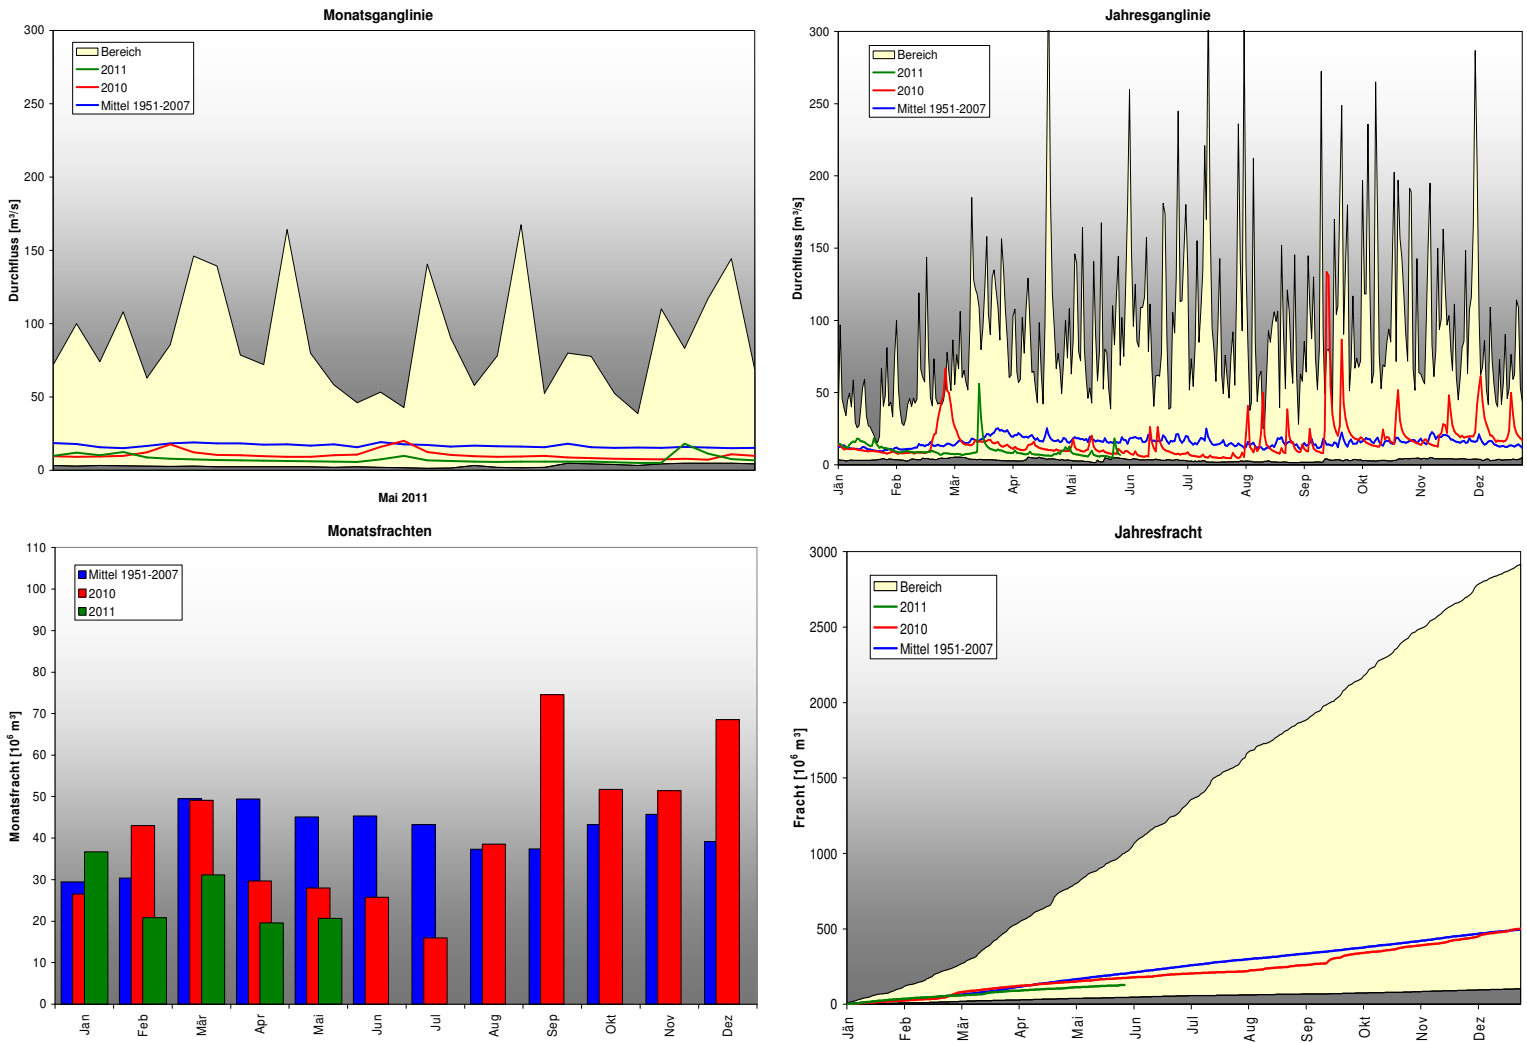 Monatsganglinie
300
250
200
150
100
50
0
Durchfluss [m³/s]
Bereich
2011
2010
Mittel 1951-2007
Mai 2011
Jahresganglinie
300
250
200
150
100
50
0
Durchfluss [m³/s]
Bereich
2011
2010
Mittel 1951-2007
Jän
Feb
Mär
Apr
Mai
Jun
Jul
Aug
Sep
Okt
Nov
Dez
Monatsfrachten
110
100
90
80
70
60
50
40
30
20
10
0
Monatsfracht [10⁶ m³]
Mittel 1951-2007
2010
2011
Jan
Feb
Mär
Apr
Mai
Jun
Jul
Aug
Sep
Okt
Nov
Dez
Jahresfracht
3000
2500
2000
1500
1000
500
0
Fracht [10⁶ m³]
Bereich
2011
2010
Mittel 1951-2007
Jän
Feb
Mär
Apr
Mai
Jun
Jul
Aug
Sep
Okt
Nov
Dez